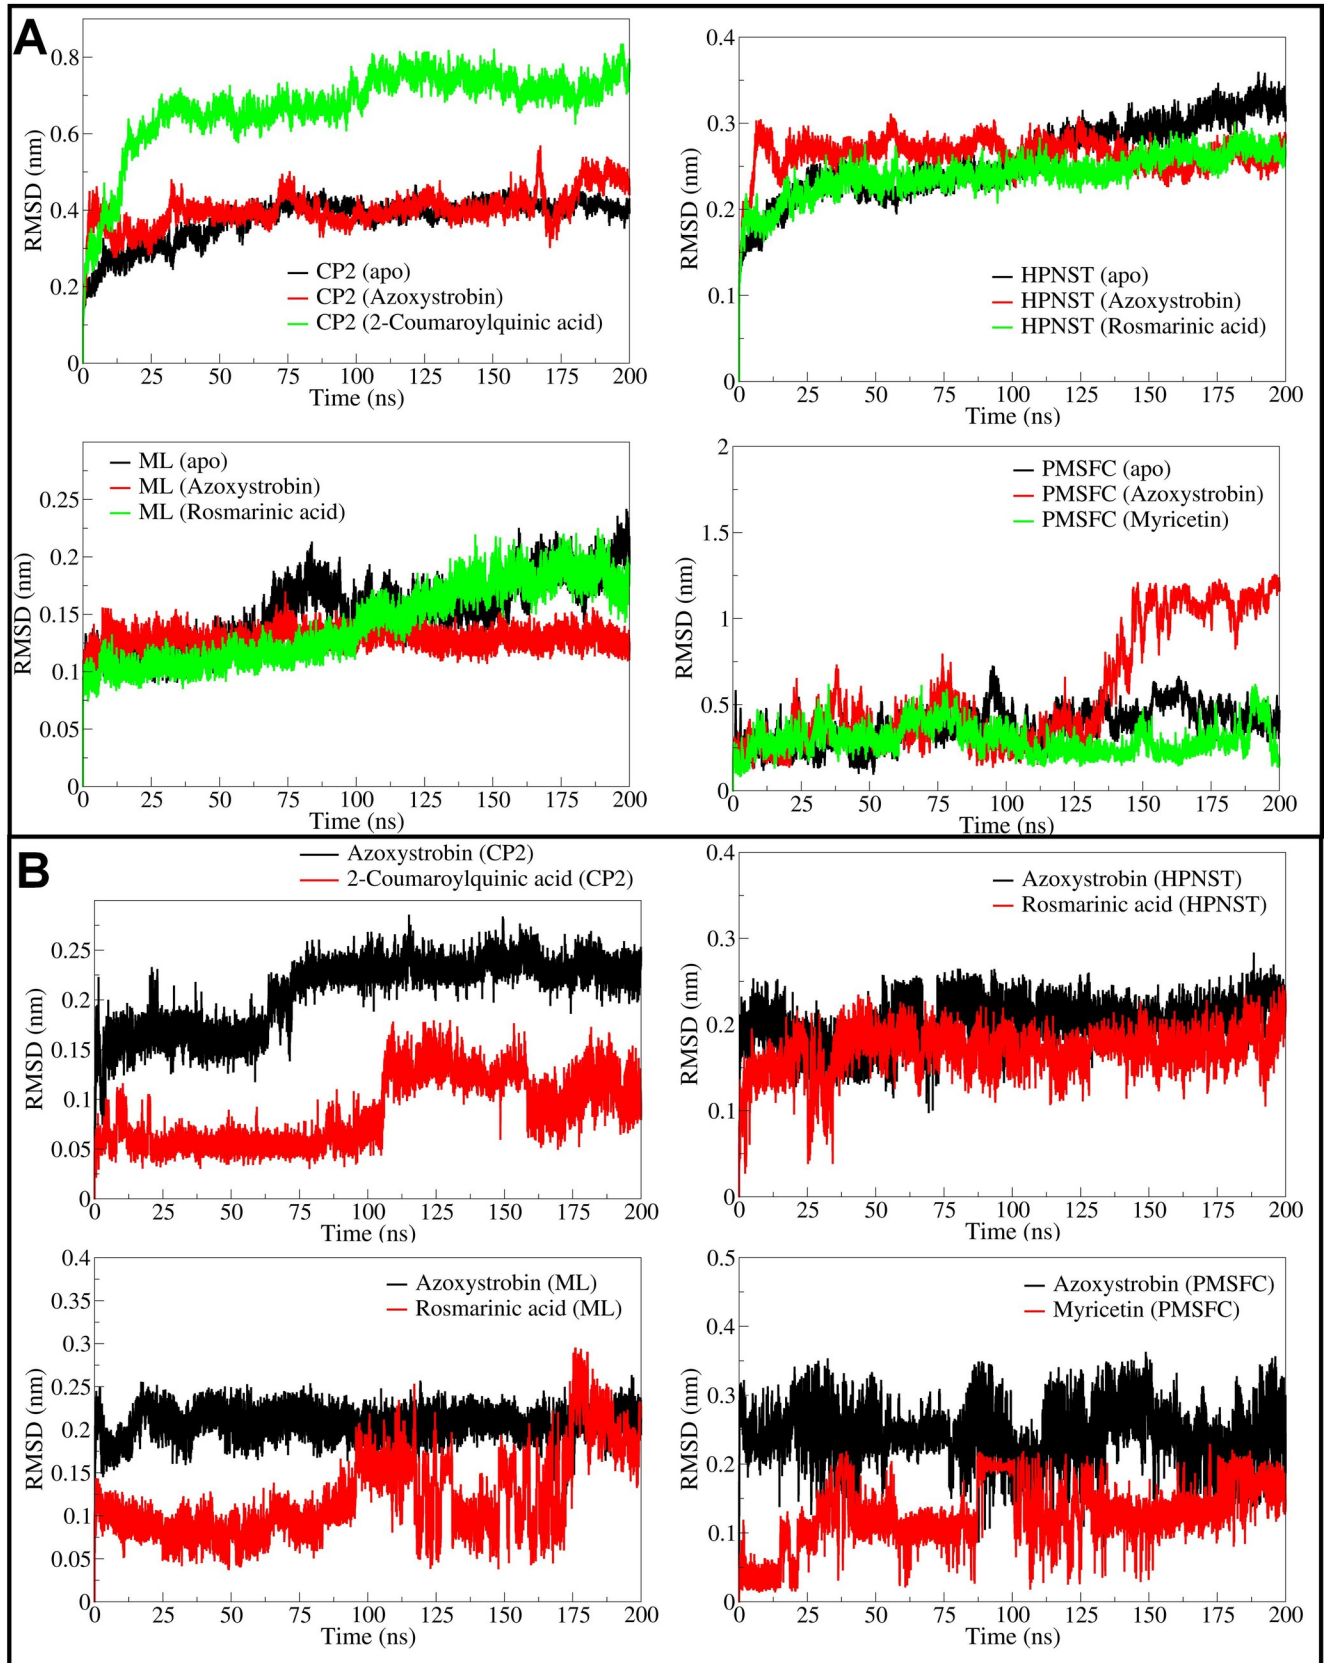 A
0.8
0.6
0.4
0.2
0
RMSD (nm)
CP2 (apo)
CP2 (Azoxystrobin)
CP2 (2-Coumaroylquinic acid)
0 25 50 75 100 125 150 175 200
Time (ns)
0.4
0.3
0.2
0.1
0
RMSD (nm)
HPNST (apo)
HPNST (Azoxystrobin)
HPNST (Rosmarinic acid)
0 25 50 75 100 125 150 175 200
Time (ns)
ML (apo)
ML (Azoxystrobin)
ML (Rosmarinic acid)
0.25
0.2
0.15
0.1
0.05
0
RMSD (nm)
0 25 50 75 100 125 150 175 200
Time (ns)
2
1.5
1
0.5
0
RMSD (nm)
PMSFC (apo)
PMSFC (Azoxystrobin)
PMSFC (Myricetin)
0 25 50 75 100 125 150 175 200
Time (ns)
B
Azoxystrobin (CP2)
2-Coumaroylquinic acid (CP2)
0.25
0.2
0.15
0.1
0.05
0
RMSD (nm)
0 25 50 75 100 125 150 175 200
Time (ns)
0.4
0.3
0.2
0.1
0
RMSD (nm)
Azoxystrobin (HPNST)
Rosmarinic acid (HPNST)
0 25 50 75 100 125 150 175 200
Time (ns)
0.4
0.35
0.3
0.25
0.2
0.15
0.1
0.05
0
RMSD (nm)
Azoxystrobin (ML)
Rosmarinic acid (ML)
0 25 50 75 100 125 150 175 200
Time (ns)
0.5
0.4
0.3
0.2
0.1
0
RMSD (nm)
Azoxystrobin (PMSFC)
Myricetin (PMSFC)
0 25 50 75 100 125 150 175 200
Time (ns)